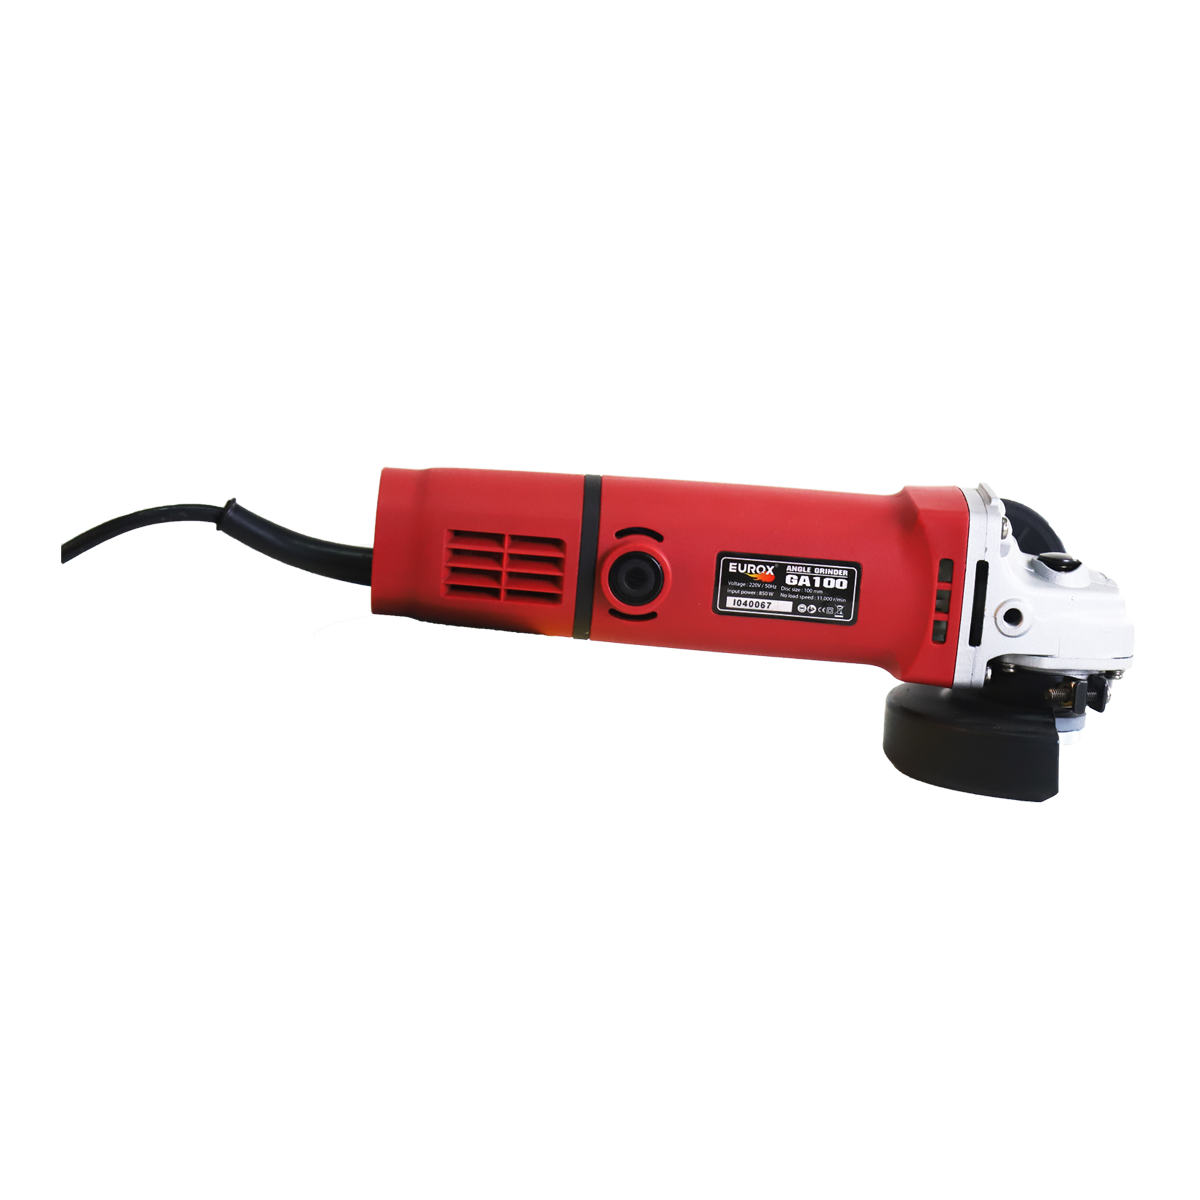 EUROX
ANGLE GRINDER
GA100
Voltage : 220V / 50Hz
Disc size : 100 mm
Input power : 850 W
No load speed : 11,000 r/min
I040067
CE